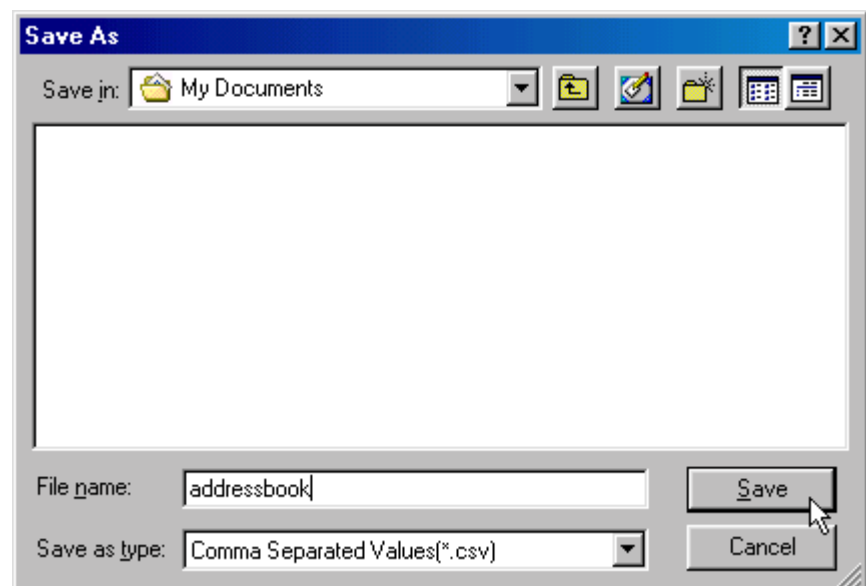 Save As
Save in: My Documents
File name: addressbook Save
Save as type: Comma Separated Values(*.csv) Cancel